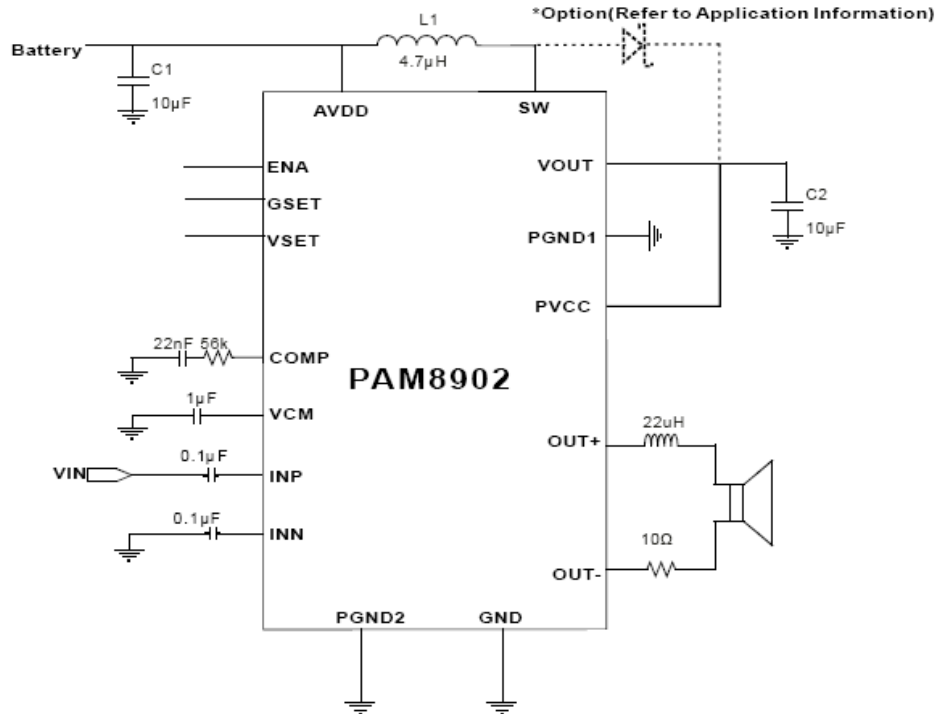 *Option(Refer to Application Information)
L1
Battery
4.7µH
C1
10µF
AVDD
SW
ENA
VOUT
GSET
C2
VSET
PGND1
10µF
PVCC
22nF 56k
COMP
PAM8902
1µF
VCM
22uH
OUT+
0.1µF
VIN
INP
0.1µF
INN
10Ω
OUT-
PGND2
GND